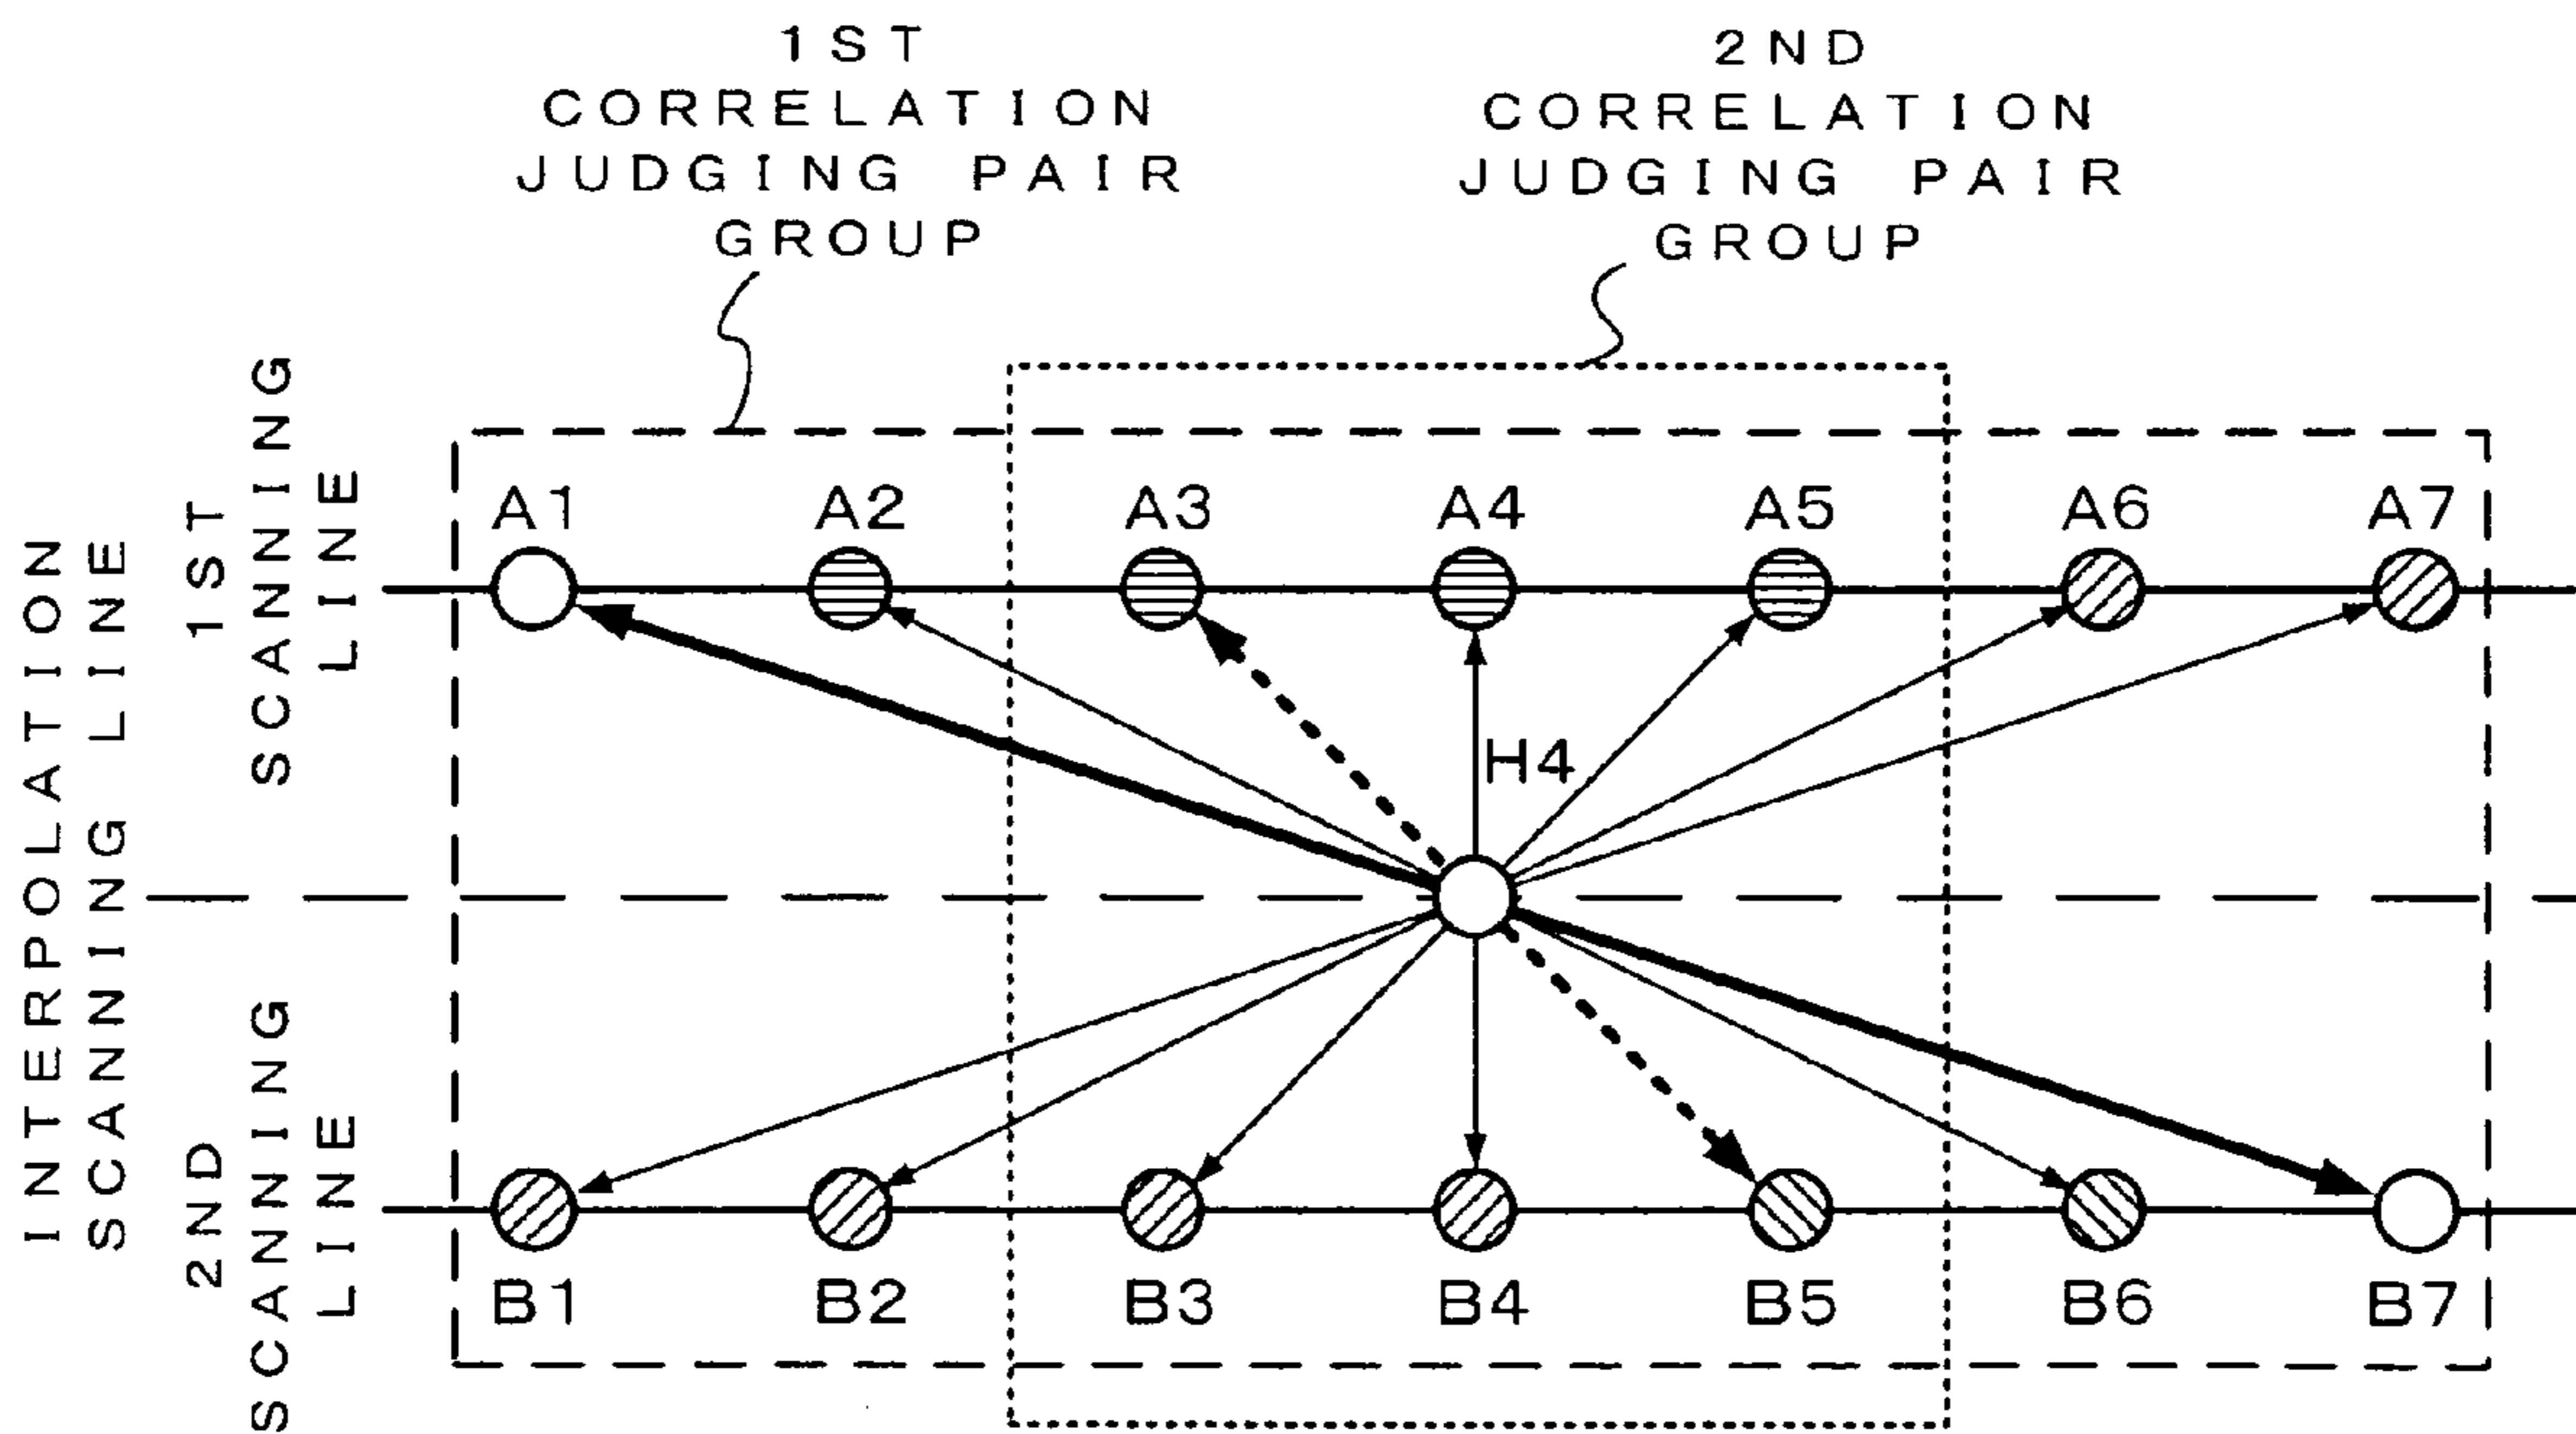 1ST
CORRELATION
JUDGING PAIR
GROUP
2ND
CORRELATION
JUDGING PAIR
GROUP
INTERPOLATION
SCANNING LINE
1ST
SCANNING
LINE
A1 A2 A3 A4 A5 A6 A7
H4
2ND
SCANNING
LINE
B1 B2 B3 B4 B5 B6 B7